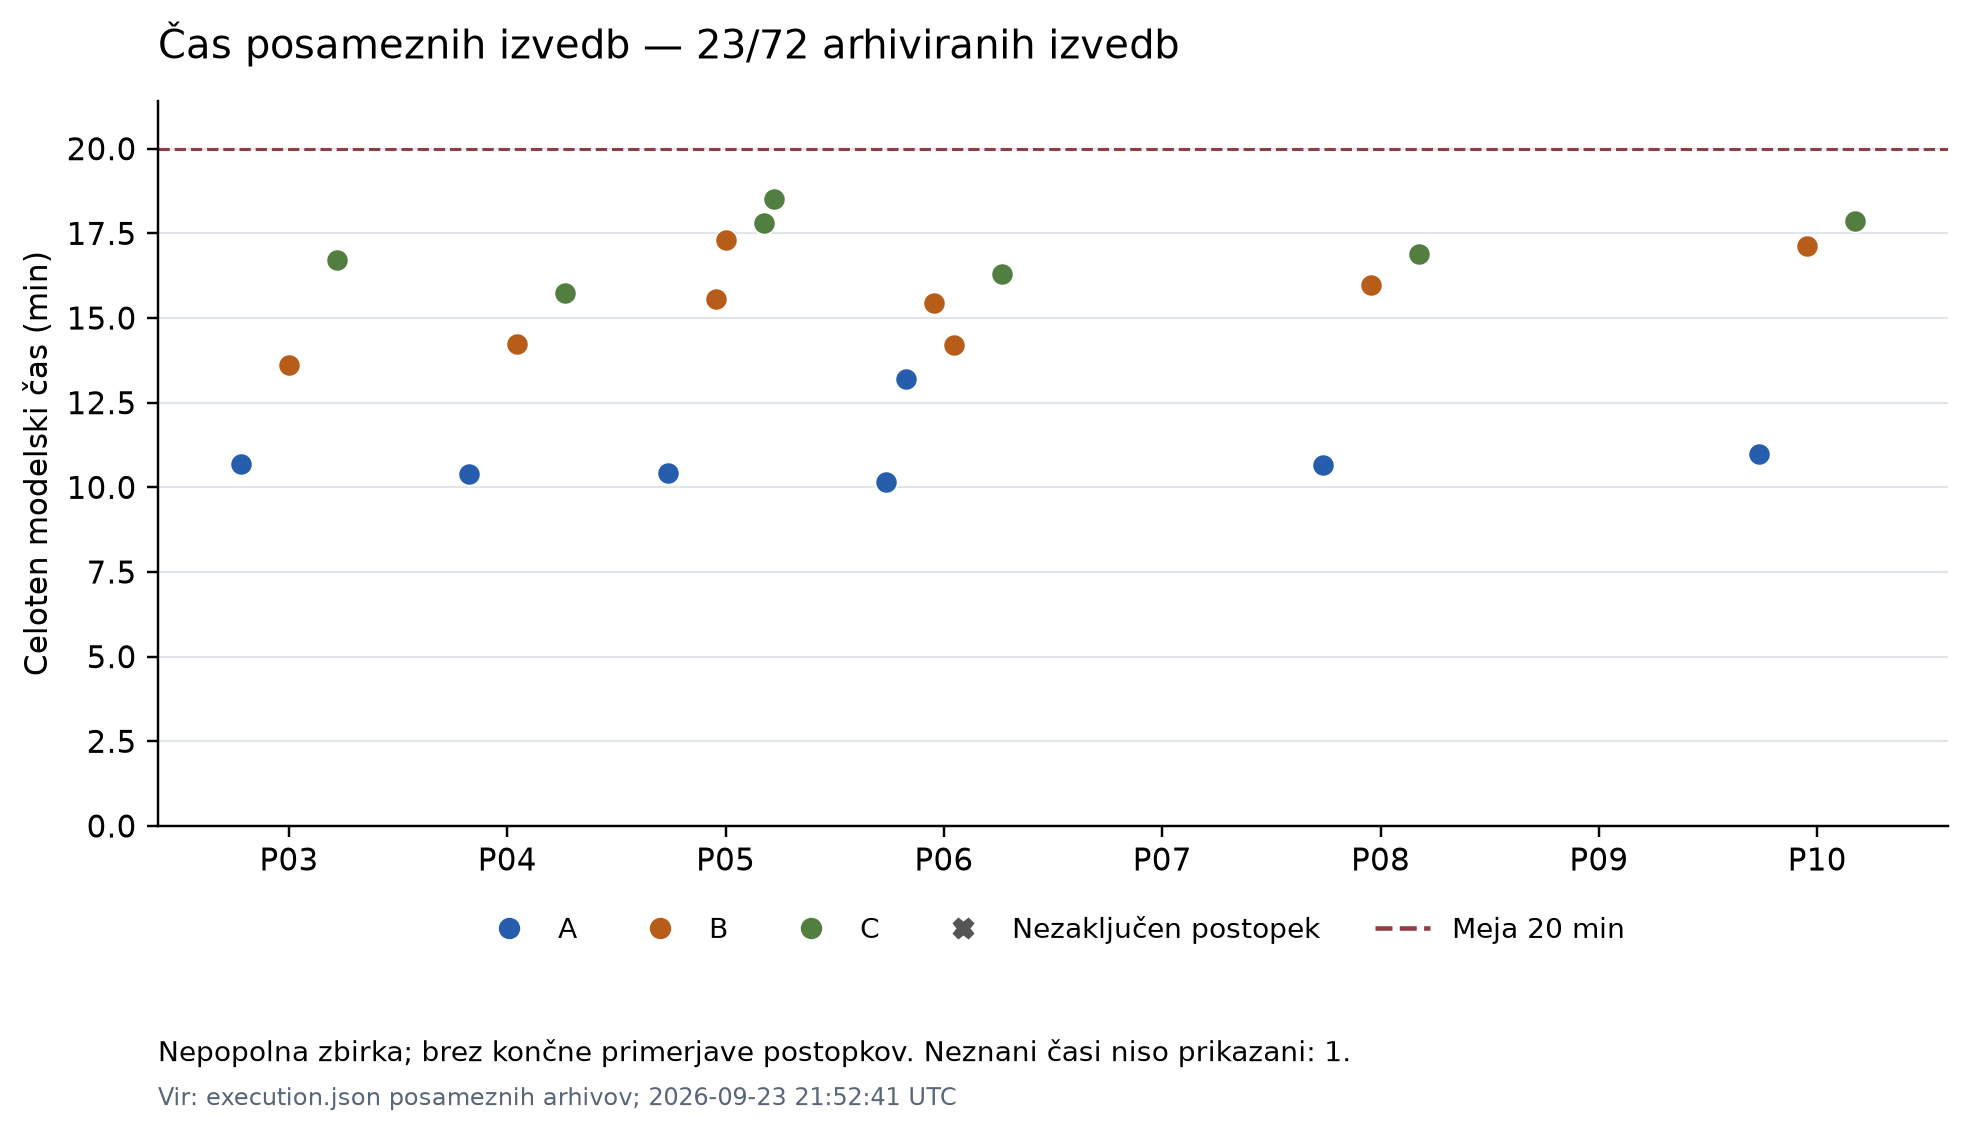 Čas posameznih izvedb — 23/72 arhiviranih izvedb
Celoten modelski čas (min)
20.0
17.5
15.0
12.5
10.0
7.5
5.0
2.5
0.0
P03 P04 P05 P06 P07 P08 P09 P10
A B C Nezaključen postopek Meja 20 min
Nepopolna zbirka; brez končne primerjave postopkov. Neznani časi niso prikazani: 1.
Vir: execution.json posameznih arhivov; 2026-09-23 21:52:41 UTC